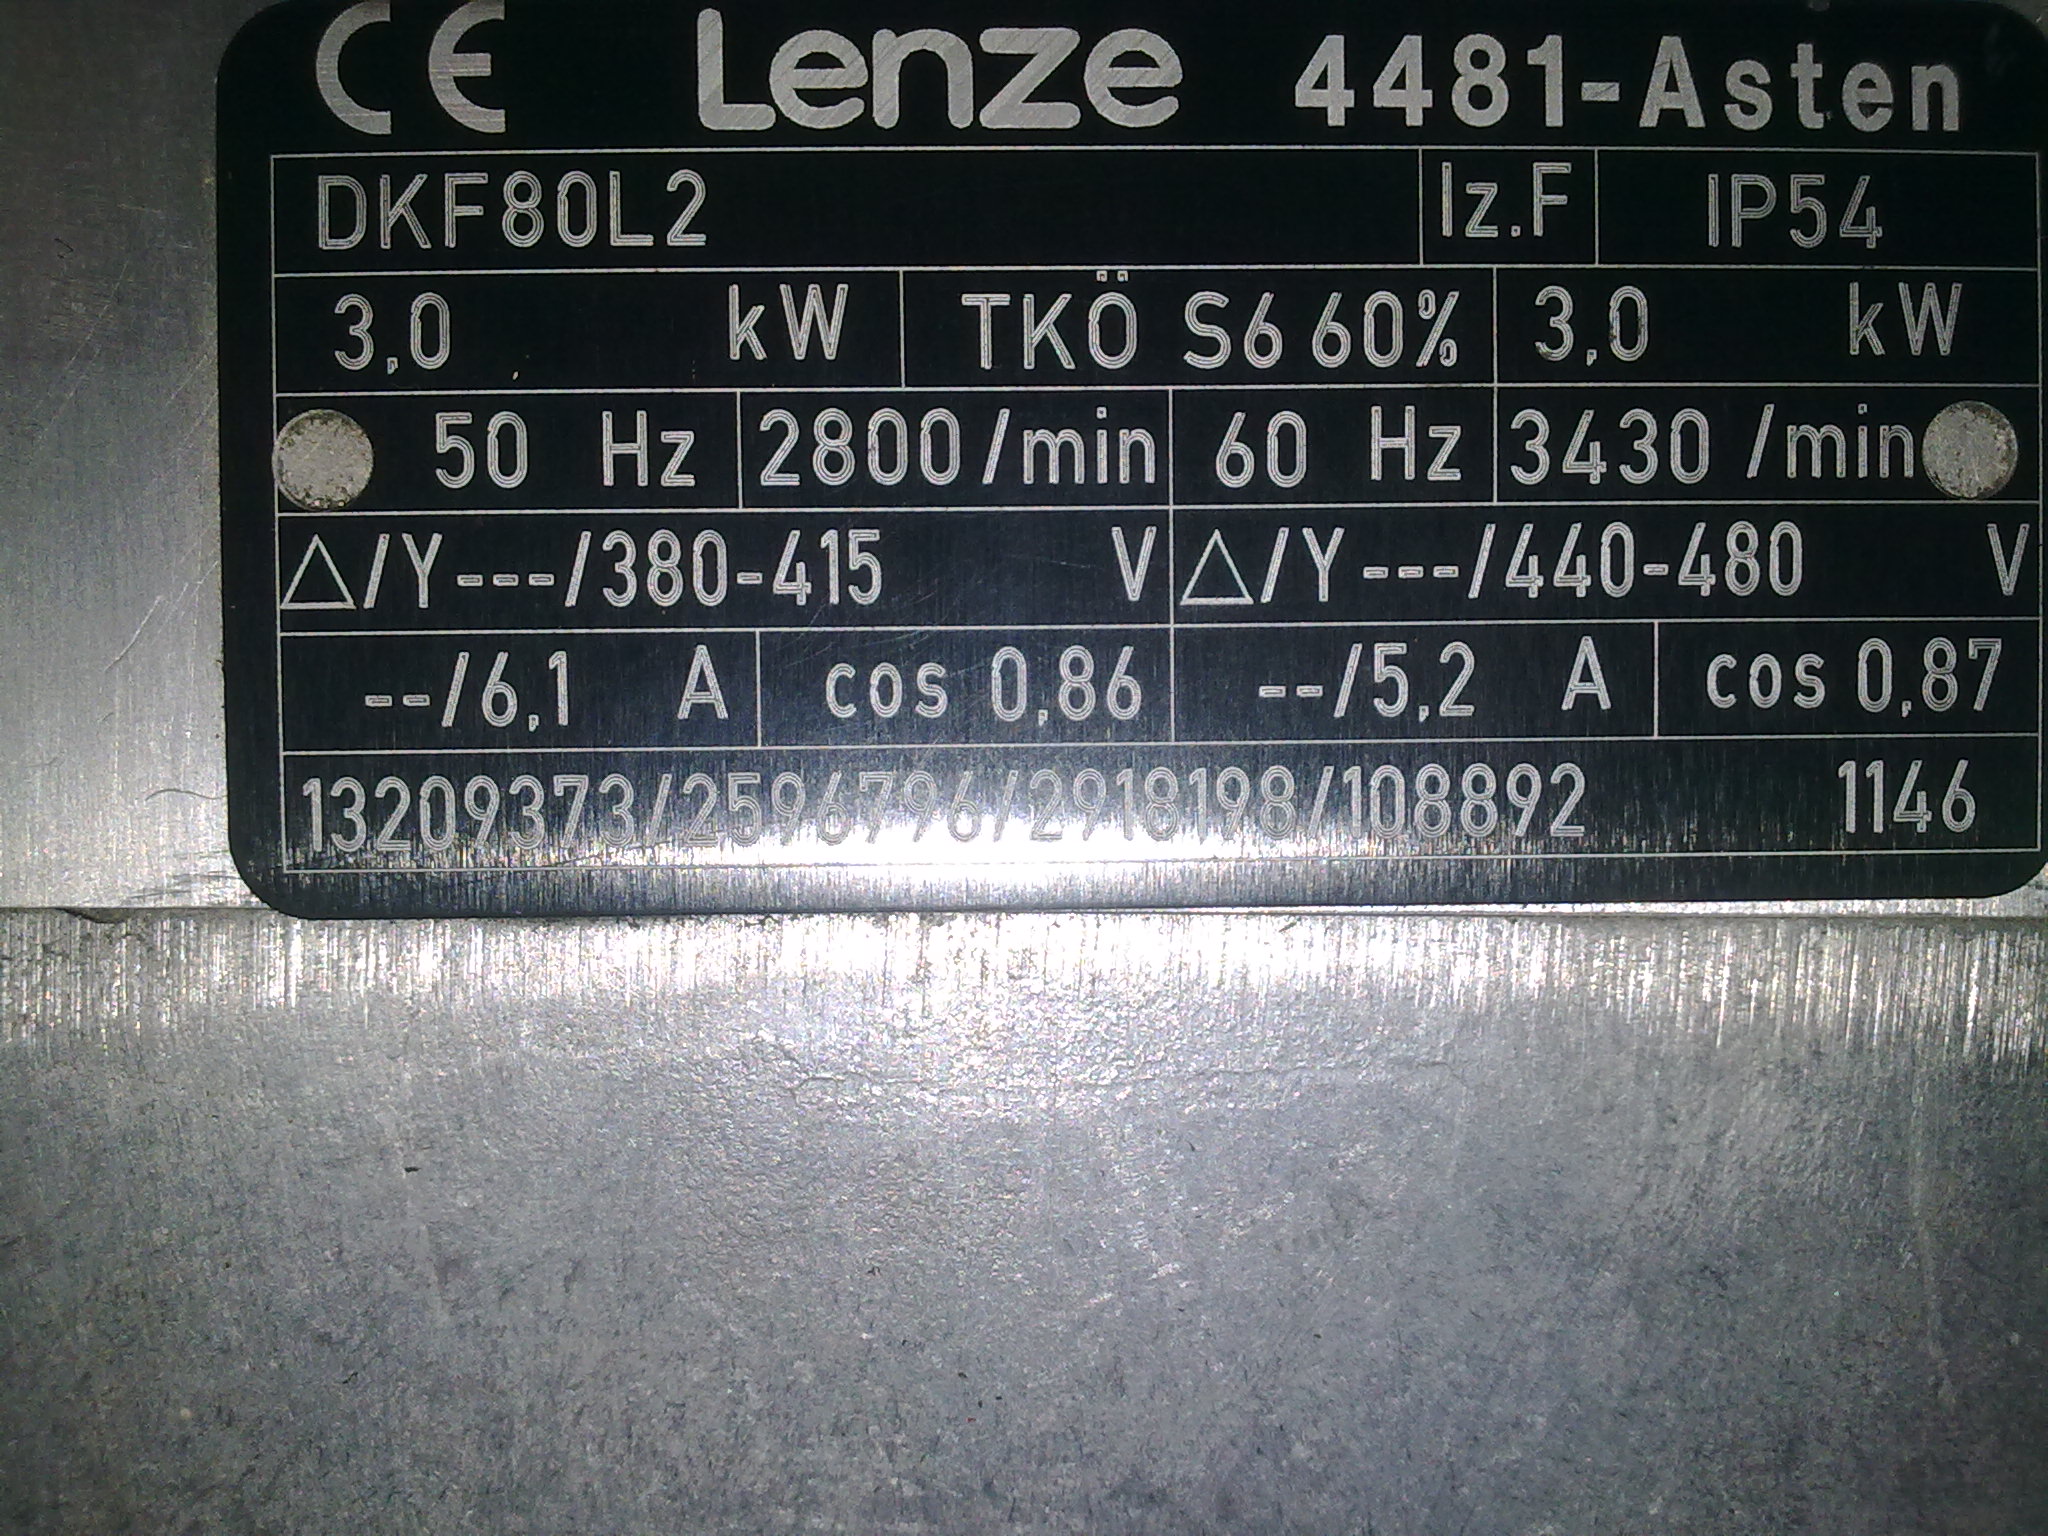 CE Lenze 4481-Asten
DKF80L2 Iz.F IP54
3,0 kW TKÖ S6 60% 3,0 kW
50 Hz 2800/min 60 Hz 3430/min
△/Y---/380-415 V △/Y---/440-480 V
--/6,1 A cos 0,86 --/5,2 A cos 0,87
13209373/2596796/2918198/108892 1146